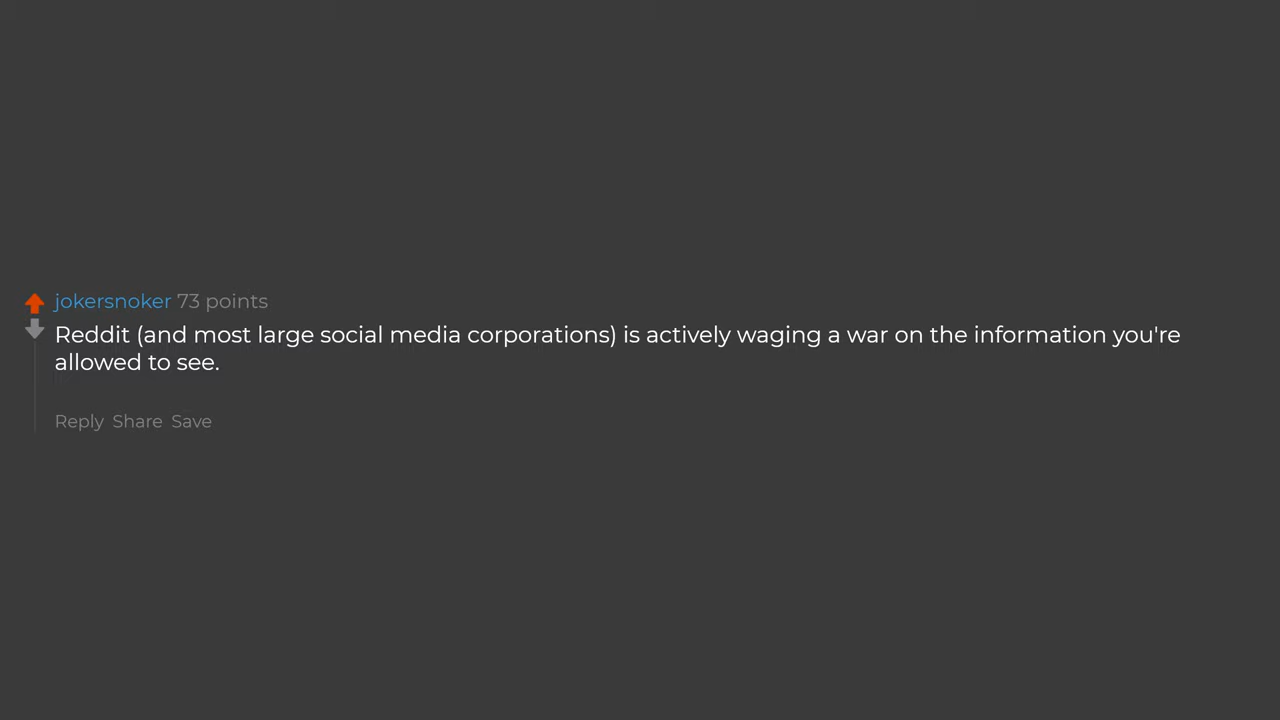 jokersnoker 73 points
Reddit (and most large social media corporations) is actively waging a war on the information you're
allowed to see.
Reply Share Save